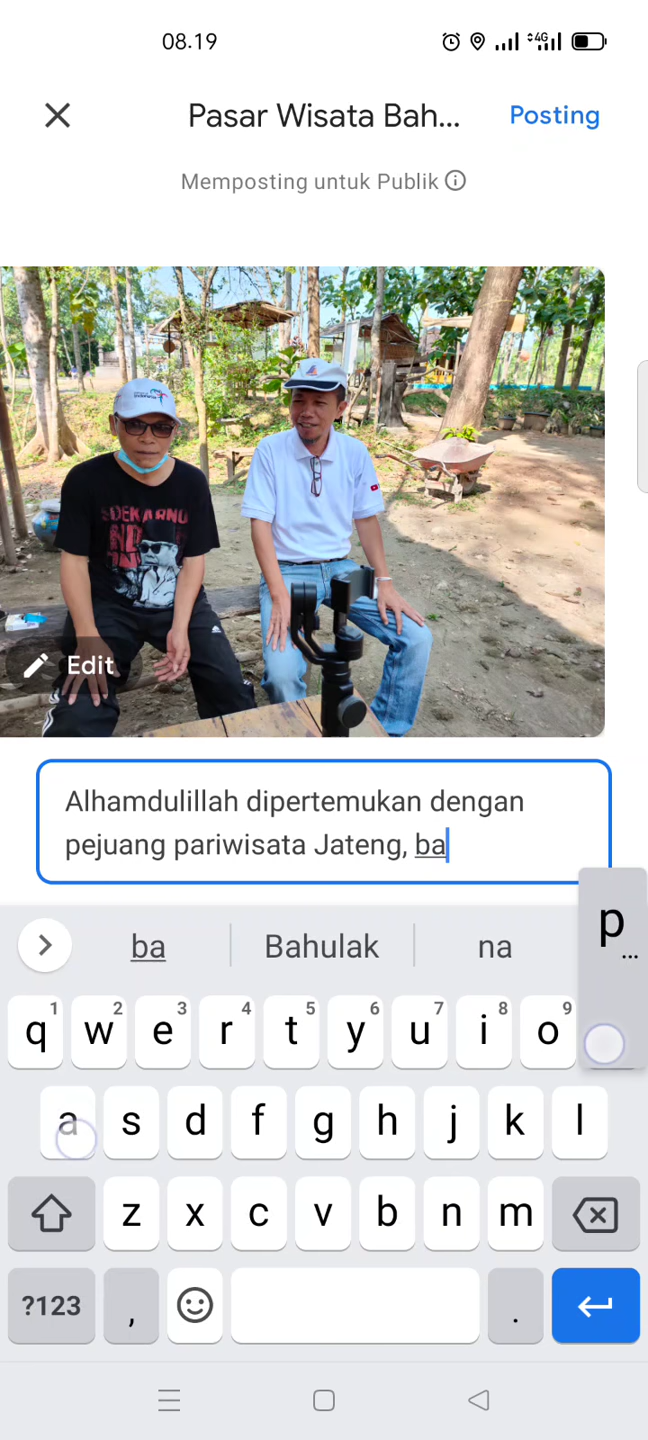 08.19
4G
Pasar Wisata Bah...
Posting
Memposting untuk Publik
Edit
Alhamdulillah dipertemukan dengan
pejuang pariwisata Jateng, ba
ba
Bahulak
na
p
...
q 1 w 2 e 3 r 4 t 5 y 6 u 7 i 8 o 9
a s d f g h j k l
z x c v b n m
?123 , .